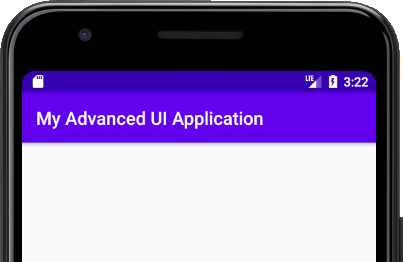 LTE 3:22
My Advanced UI Application